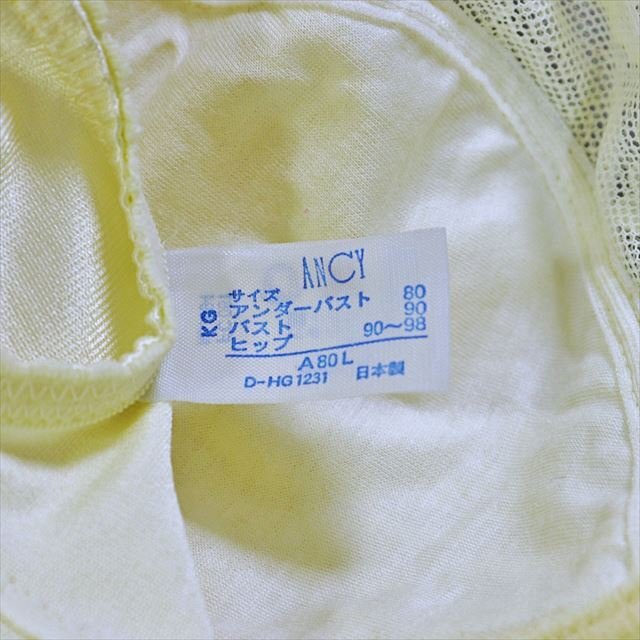 ANCY
KG
サイズ
アンダーバスト 80
バスト 90
ヒップ 90～98
A80L
D-HG1231 日本製